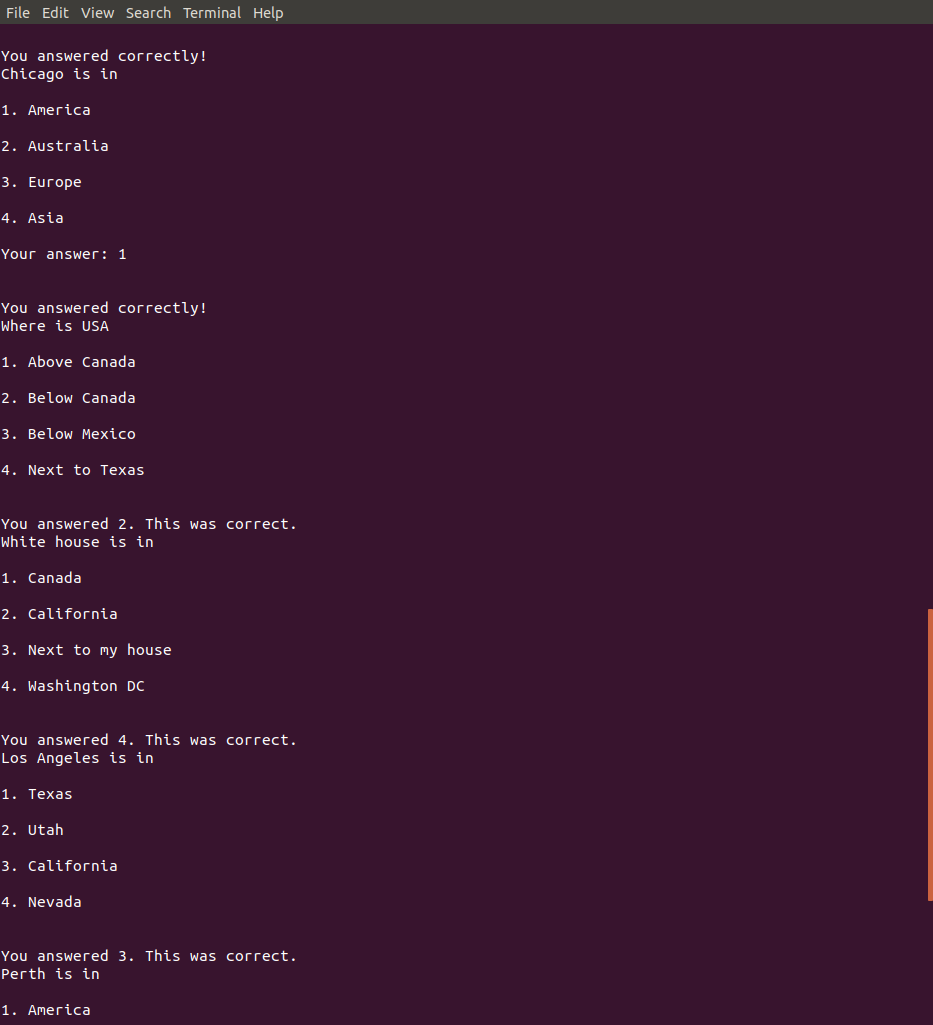 File Edit View Search Terminal Help
You answered correctly!
Chicago is in
1. America
2. Australia
3. Europe
4. Asia
Your answer: 1
You answered correctly!
Where is USA
1. Above Canada
2. Below Canada
3. Below Mexico
4. Next to Texas
You answered 2. This was correct.
White house is in
1. Canada
2. California
3. Next to my house
4. Washington DC
You answered 4. This was correct.
Los Angeles is in
1. Texas
2. Utah
3. California
4. Nevada
You answered 3. This was correct.
Perth is in
1. America